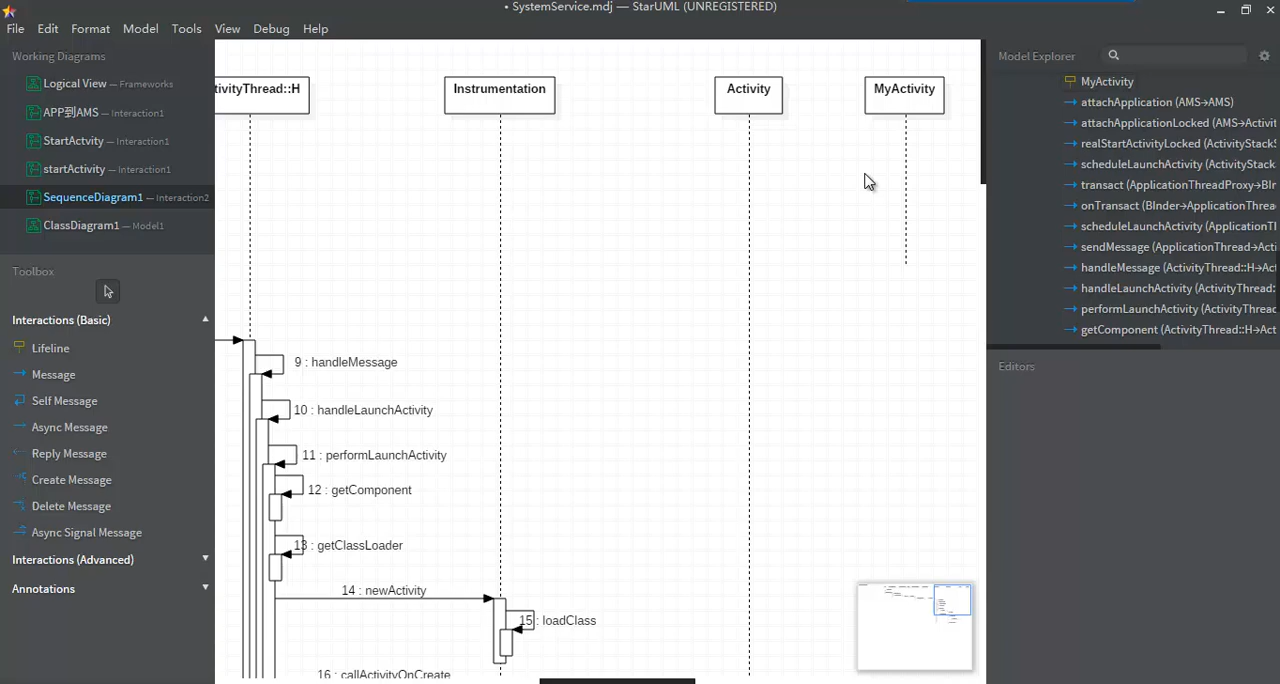 • SystemService.mdj — StarUML (UNREGISTERED)
File Edit Format Model Tools View Debug Help
Working Diagrams
Logical View — Frameworks
APP到AMS — Interaction1
StartActvity — Interaction1
startActivity — Interaction1
SequenceDiagram1 — Interaction2
ClassDiagram1 — Model1
Toolbox
Interactions (Basic)
Lifeline
Message
Self Message
Async Message
Reply Message
Create Message
Delete Message
Async Signal Message
Interactions (Advanced)
Annotations
tivityThread::H
Instrumentation
Activity
MyActivity
9 : handleMessage
10 : handleLaunchActivity
11 : performLaunchActivity
12 : getComponent
13 : getClassLoader
14 : newActivity
15 : loadClass
16 : callActivityOnCreate
Model Explorer
MyActivity
attachApplication (AMS→AMS)
attachApplicationLocked (AMS→Activit
realStartActivityLocked (ActivityStackS
scheduleLaunchActivity (ActivityStack
transact (ApplicationThreadProxy→BIr
onTransact (BInder→ApplicationThrea
scheduleLaunchActivity (ApplicationTl
sendMessage (ApplicationThread→Acti
handleMessage (ActivityThread::H→Act
handleLaunchActivity (ActivityThread:
performLaunchActivity (ActivityThreac
getComponent (ActivityThread::H→Act
Editors